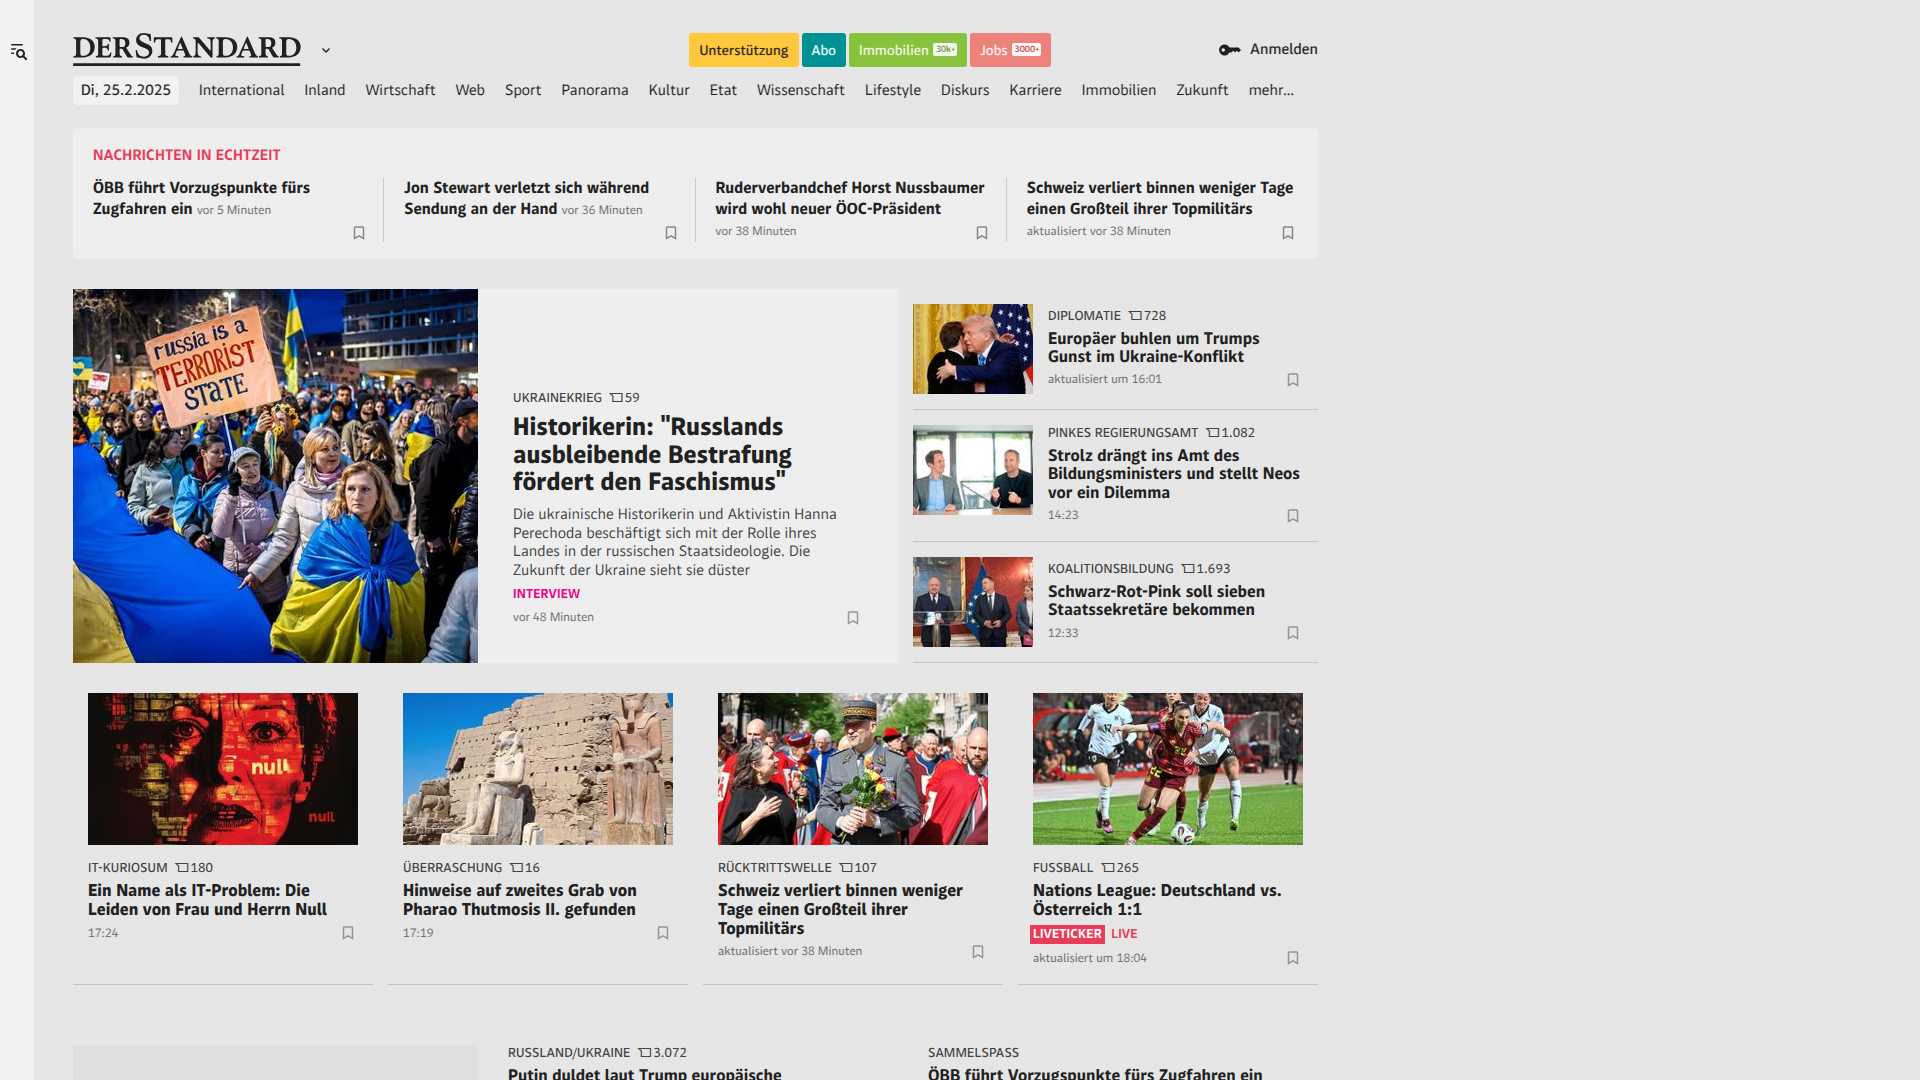 DERSTANDARD
Unterstützung
Abo
Immobilien 30k+
Jobs 3000+
Anmelden
Di, 25.2.2025 International Inland Wirtschaft Web Sport Panorama Kultur Etat Wissenschaft Lifestyle Diskurs Karriere Immobilien Zukunft mehr...
NACHRICHTEN IN ECHTZEIT
ÖBB führt Vorzugspunkte fürs
Zugfahren ein vor 5 Minuten
Jon Stewart verletzt sich während
Sendung an der Hand vor 36 Minuten
Ruderverbandchef Horst Nussbaumer
wird wohl neuer ÖOC-Präsident
vor 38 Minuten
Schweiz verliert binnen weniger Tage
einen Großteil ihrer Topmilitärs
aktualisiert vor 38 Minuten
russia is a
TERRORIST
STATE
UKRAINEKRIEG 59
Historikerin: "Russlands
ausbleibende Bestrafung
fördert den Faschismus"
Die ukrainische Historikerin und Aktivistin Hanna
Perechoda beschäftigt sich mit der Rolle ihres
Landes in der russischen Staatsideologie. Die
Zukunft der Ukraine sieht sie düster
INTERVIEW
vor 48 Minuten
DIPLOMATIE 728
Europäer buhlen um Trumps
Gunst im Ukraine-Konflikt
aktualisiert um 16:01
PINKES REGIERUNGSAMT 1.082
Strolz drängt ins Amt des
Bildungsministers und stellt Neos
vor ein Dilemma
14:23
KOALITIONSBILDUNG 1.693
Schwarz-Rot-Pink soll sieben
Staatssekretäre bekommen
12:33
null
null
IT-KURIOSUM 180
Ein Name als IT-Problem: Die
Leiden von Frau und Herrn Null
17:24
ÜBERRASCHUNG 16
Hinweise auf zweites Grab von
Pharao Thutmosis II. gefunden
17:19
RÜCKTRITTSWELLE 107
Schweiz verliert binnen weniger
Tage einen Großteil ihrer
Topmilitärs
aktualisiert vor 38 Minuten
FUSSBALL 265
Nations League: Deutschland vs.
Österreich 1:1
LIVETICKER LIVE
aktualisiert um 18:04
RUSSLAND/UKRAINE 3.072
Putin duldet laut Trump europäische
SAMMELSPASS
ÖBB führt Vorzugspunkte fürs Zugfahren ein